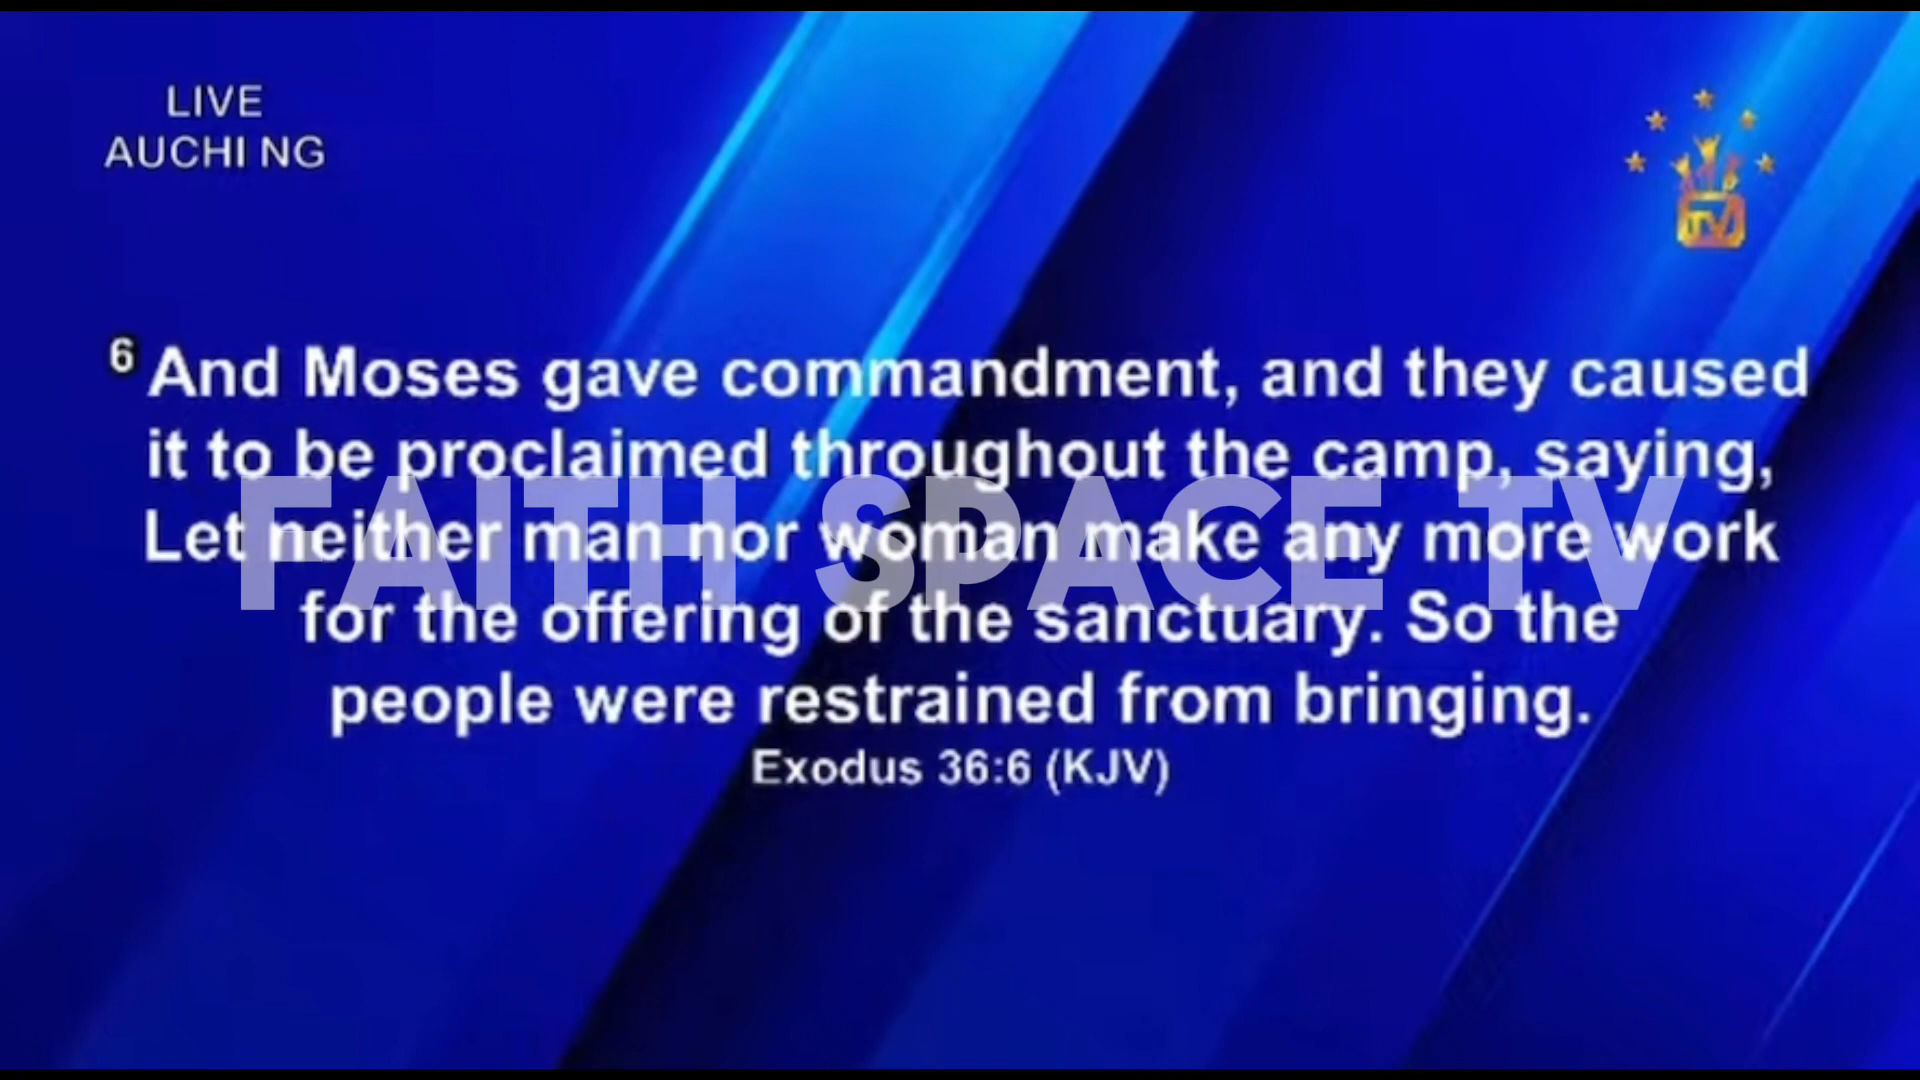 LIVE
AUCHI NG
TV
6 And Moses gave commandment, and they caused
it to be proclaimed throughout the camp, saying,
Let neither man nor woman make any more work
for the offering of the sanctuary. So the
people were restrained from bringing.
Exodus 36:6 (KJV)
FAITH SPACE TV